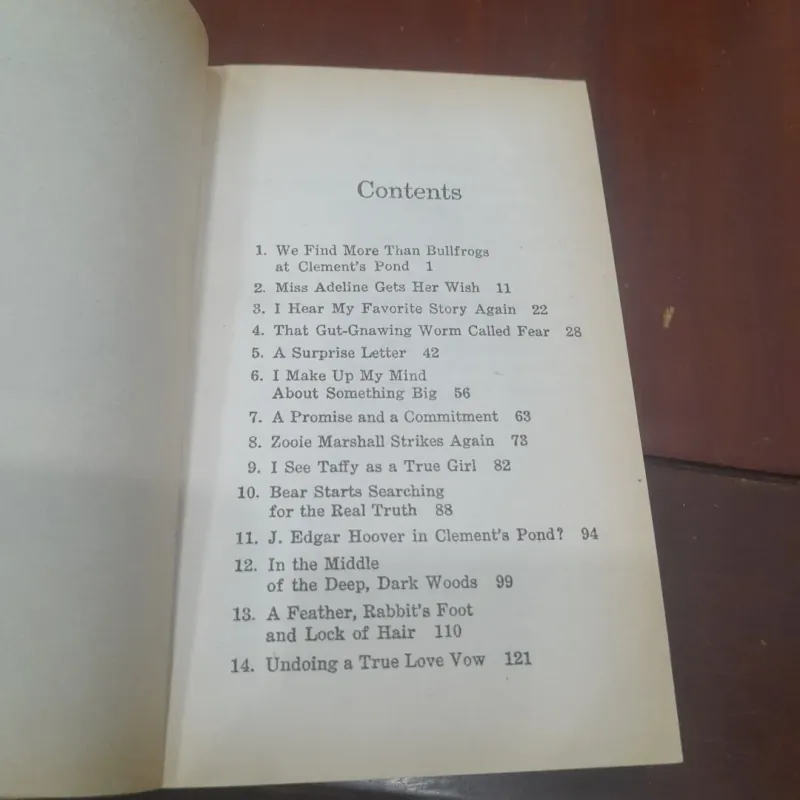 Contents
1. We Find More Than Bullfrogs
at Clement's Pond 1
2. Miss Adeline Gets Her Wish 11
3. I Hear My Favorite Story Again 22
4. That Gut-Gnawing Worm Called Fear 28
5. A Surprise Letter 42
6. I Make Up My Mind
About Something Big 56
7. A Promise and a Commitment 63
8. Zooie Marshall Strikes Again 73
9. I See Taffy as a True Girl 82
10. Bear Starts Searching
for the Real Truth 88
11. J. Edgar Hoover in Clement's Pond? 94
12. In the Middle
of the Deep, Dark Woods 99
13. A Feather, Rabbit's Foot
and Lock of Hair 110
14. Undoing a True Love Vow 121